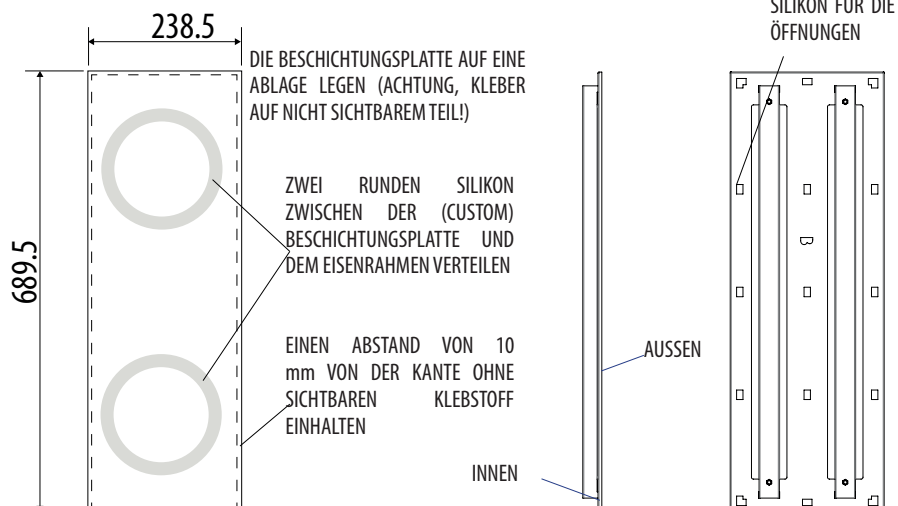 238.5
689.5
DIE BESCHICHTUNGSPLATTE AUF EINE
ABLAGE LEGEN (ACHTUNG, KLEBER
AUF NICHT SICHTBAREM TEIL!)
ZWEI RUNDEN SILIKON
ZWISCHEN DER (CUSTOM)
BESCHICHTUNGSPLATTE UND
DEM EISENRAHMEN VERTEILEN
EINEN ABSTAND VON 10
mm VON DER KANTE OHNE
SICHTBAREN KLEBSTOFF
EINHALTEN
AUSSEN
INNEN
SILIKON FÜR DIE
ÖFFNUNGEN
B